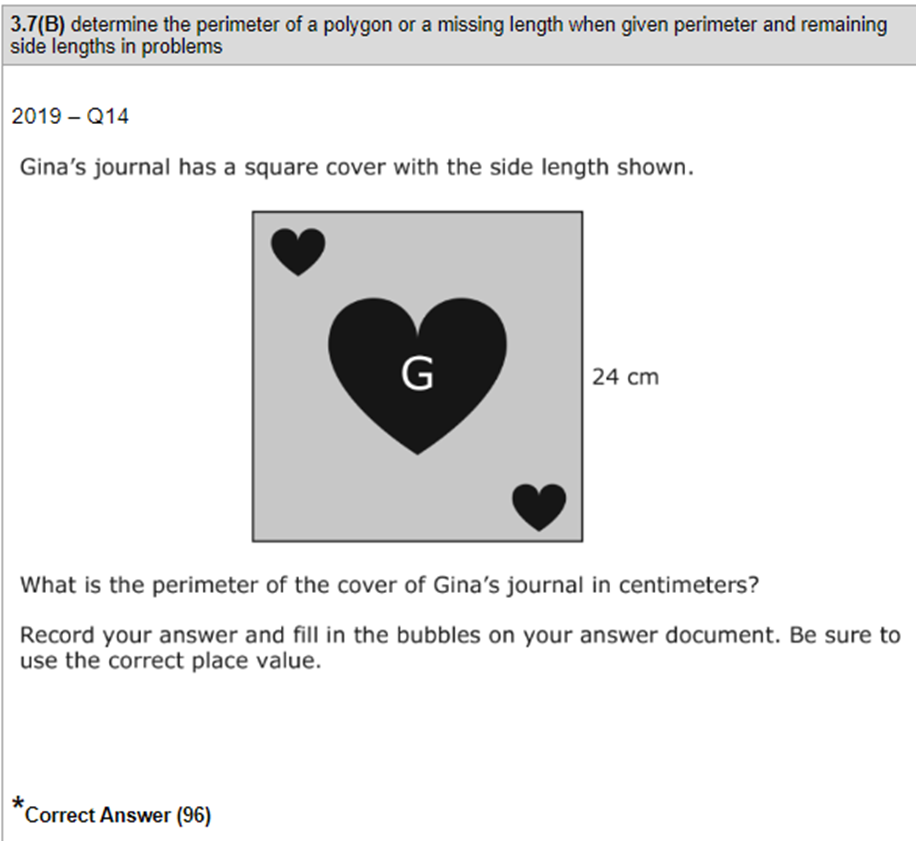 3.7(B) determine the perimeter of a polygon or a missing length when given perimeter and remaining
side lengths in problems
2019 – Q14
Gina’s journal has a square cover with the side length shown.
G
24 cm
What is the perimeter of the cover of Gina’s journal in centimeters?
Record your answer and fill in the bubbles on your answer document. Be sure to
use the correct place value.
*Correct Answer (96)